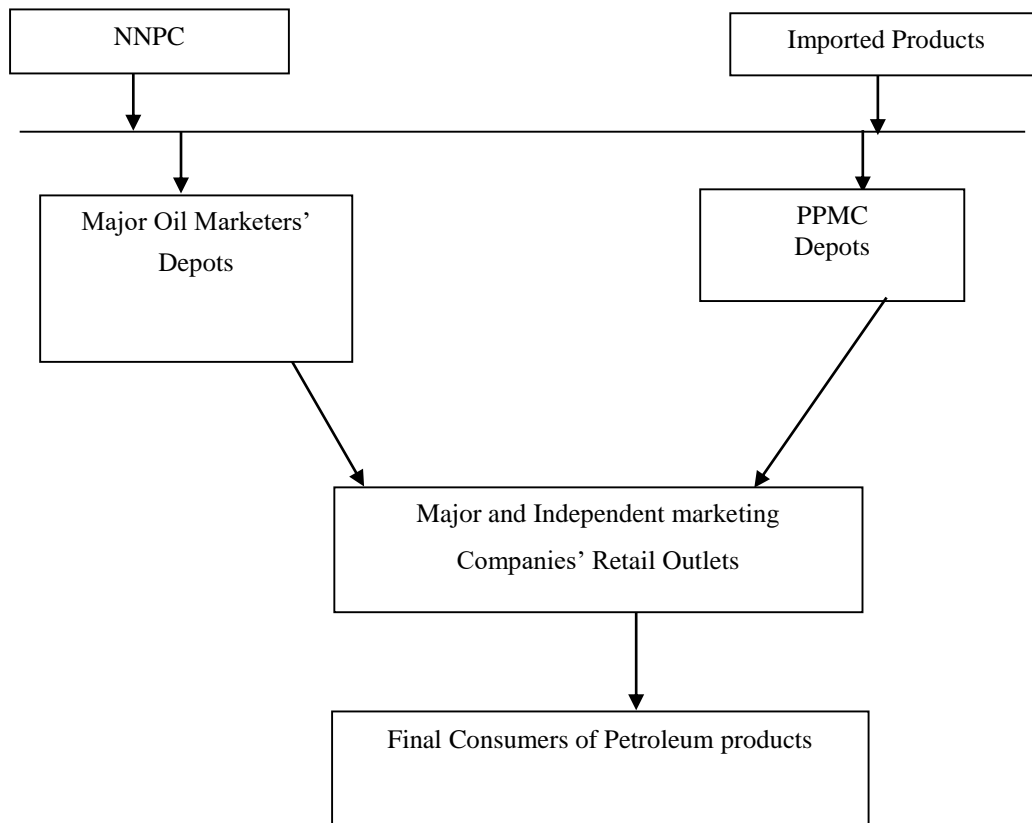 NNPC
Imported Products
Major Oil Marketers’
Depots
PPMC
Depots
Major and Independent marketing
Companies’ Retail Outlets
Final Consumers of Petroleum products